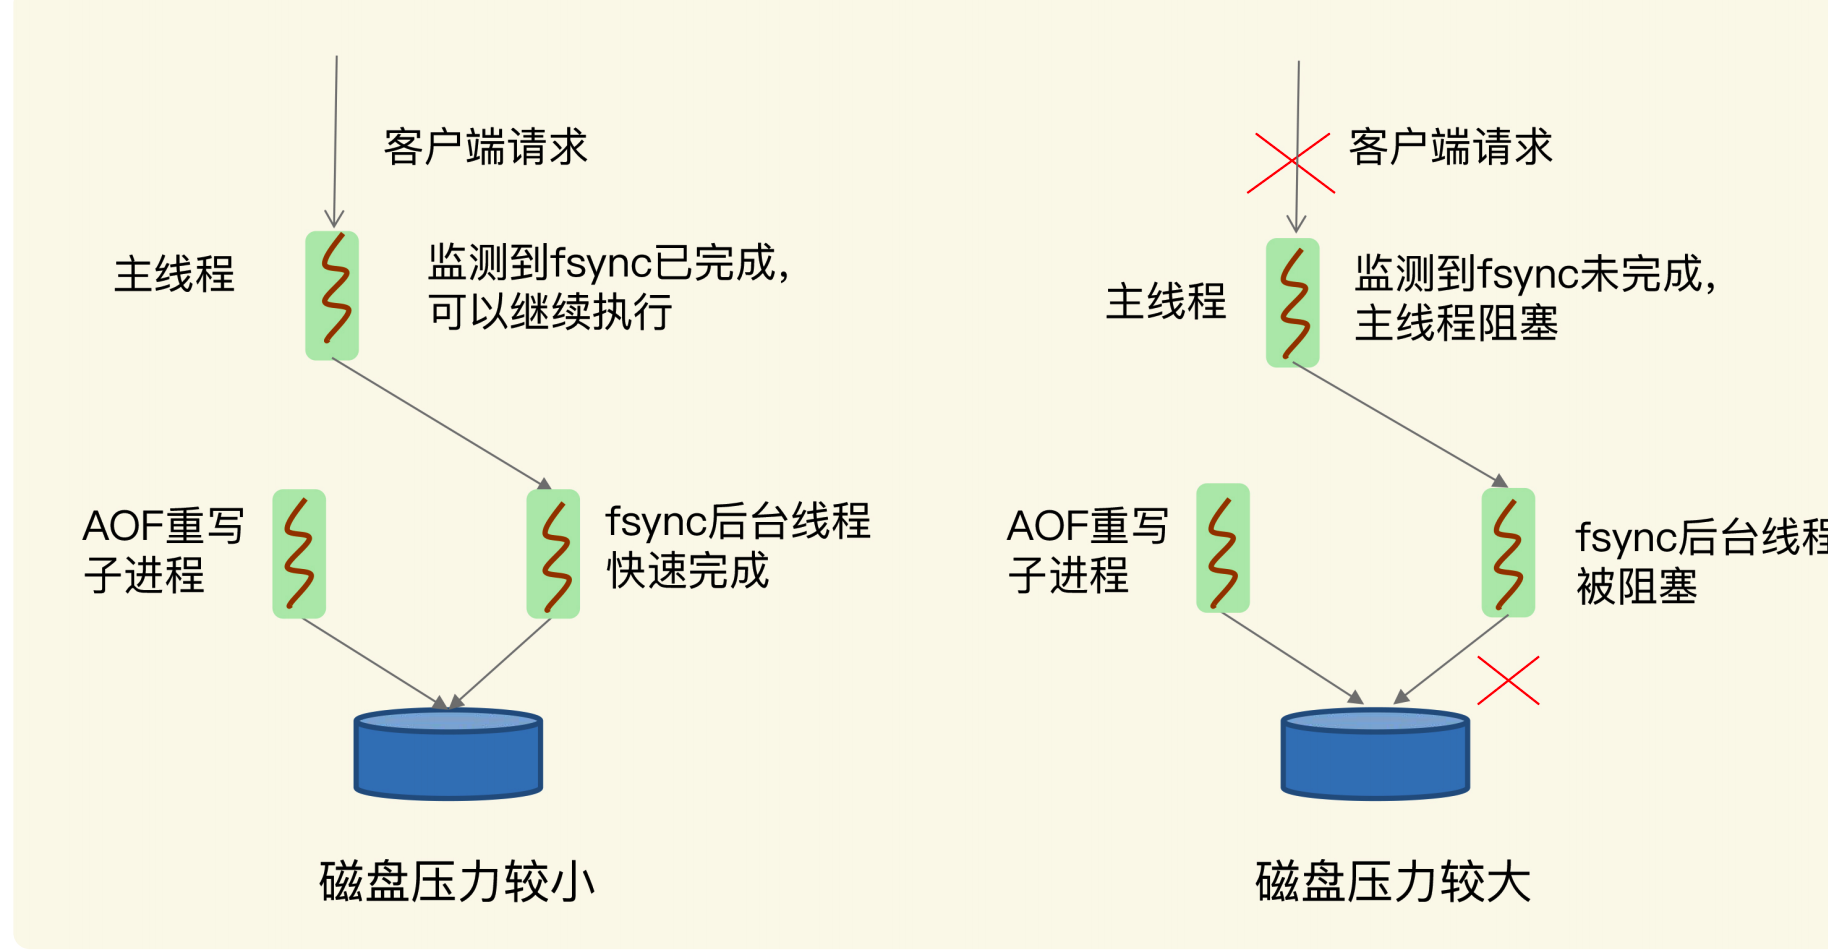 客户端请求
主线程
监测到fsync已完成，
可以继续执行
AOF重写
子进程
fsync后台线程
快速完成
磁盘压力较小
客户端请求
主线程
监测到fsync未完成，
主线程阻塞
AOF重写
子进程
fsync后台线程
被阻塞
磁盘压力较大